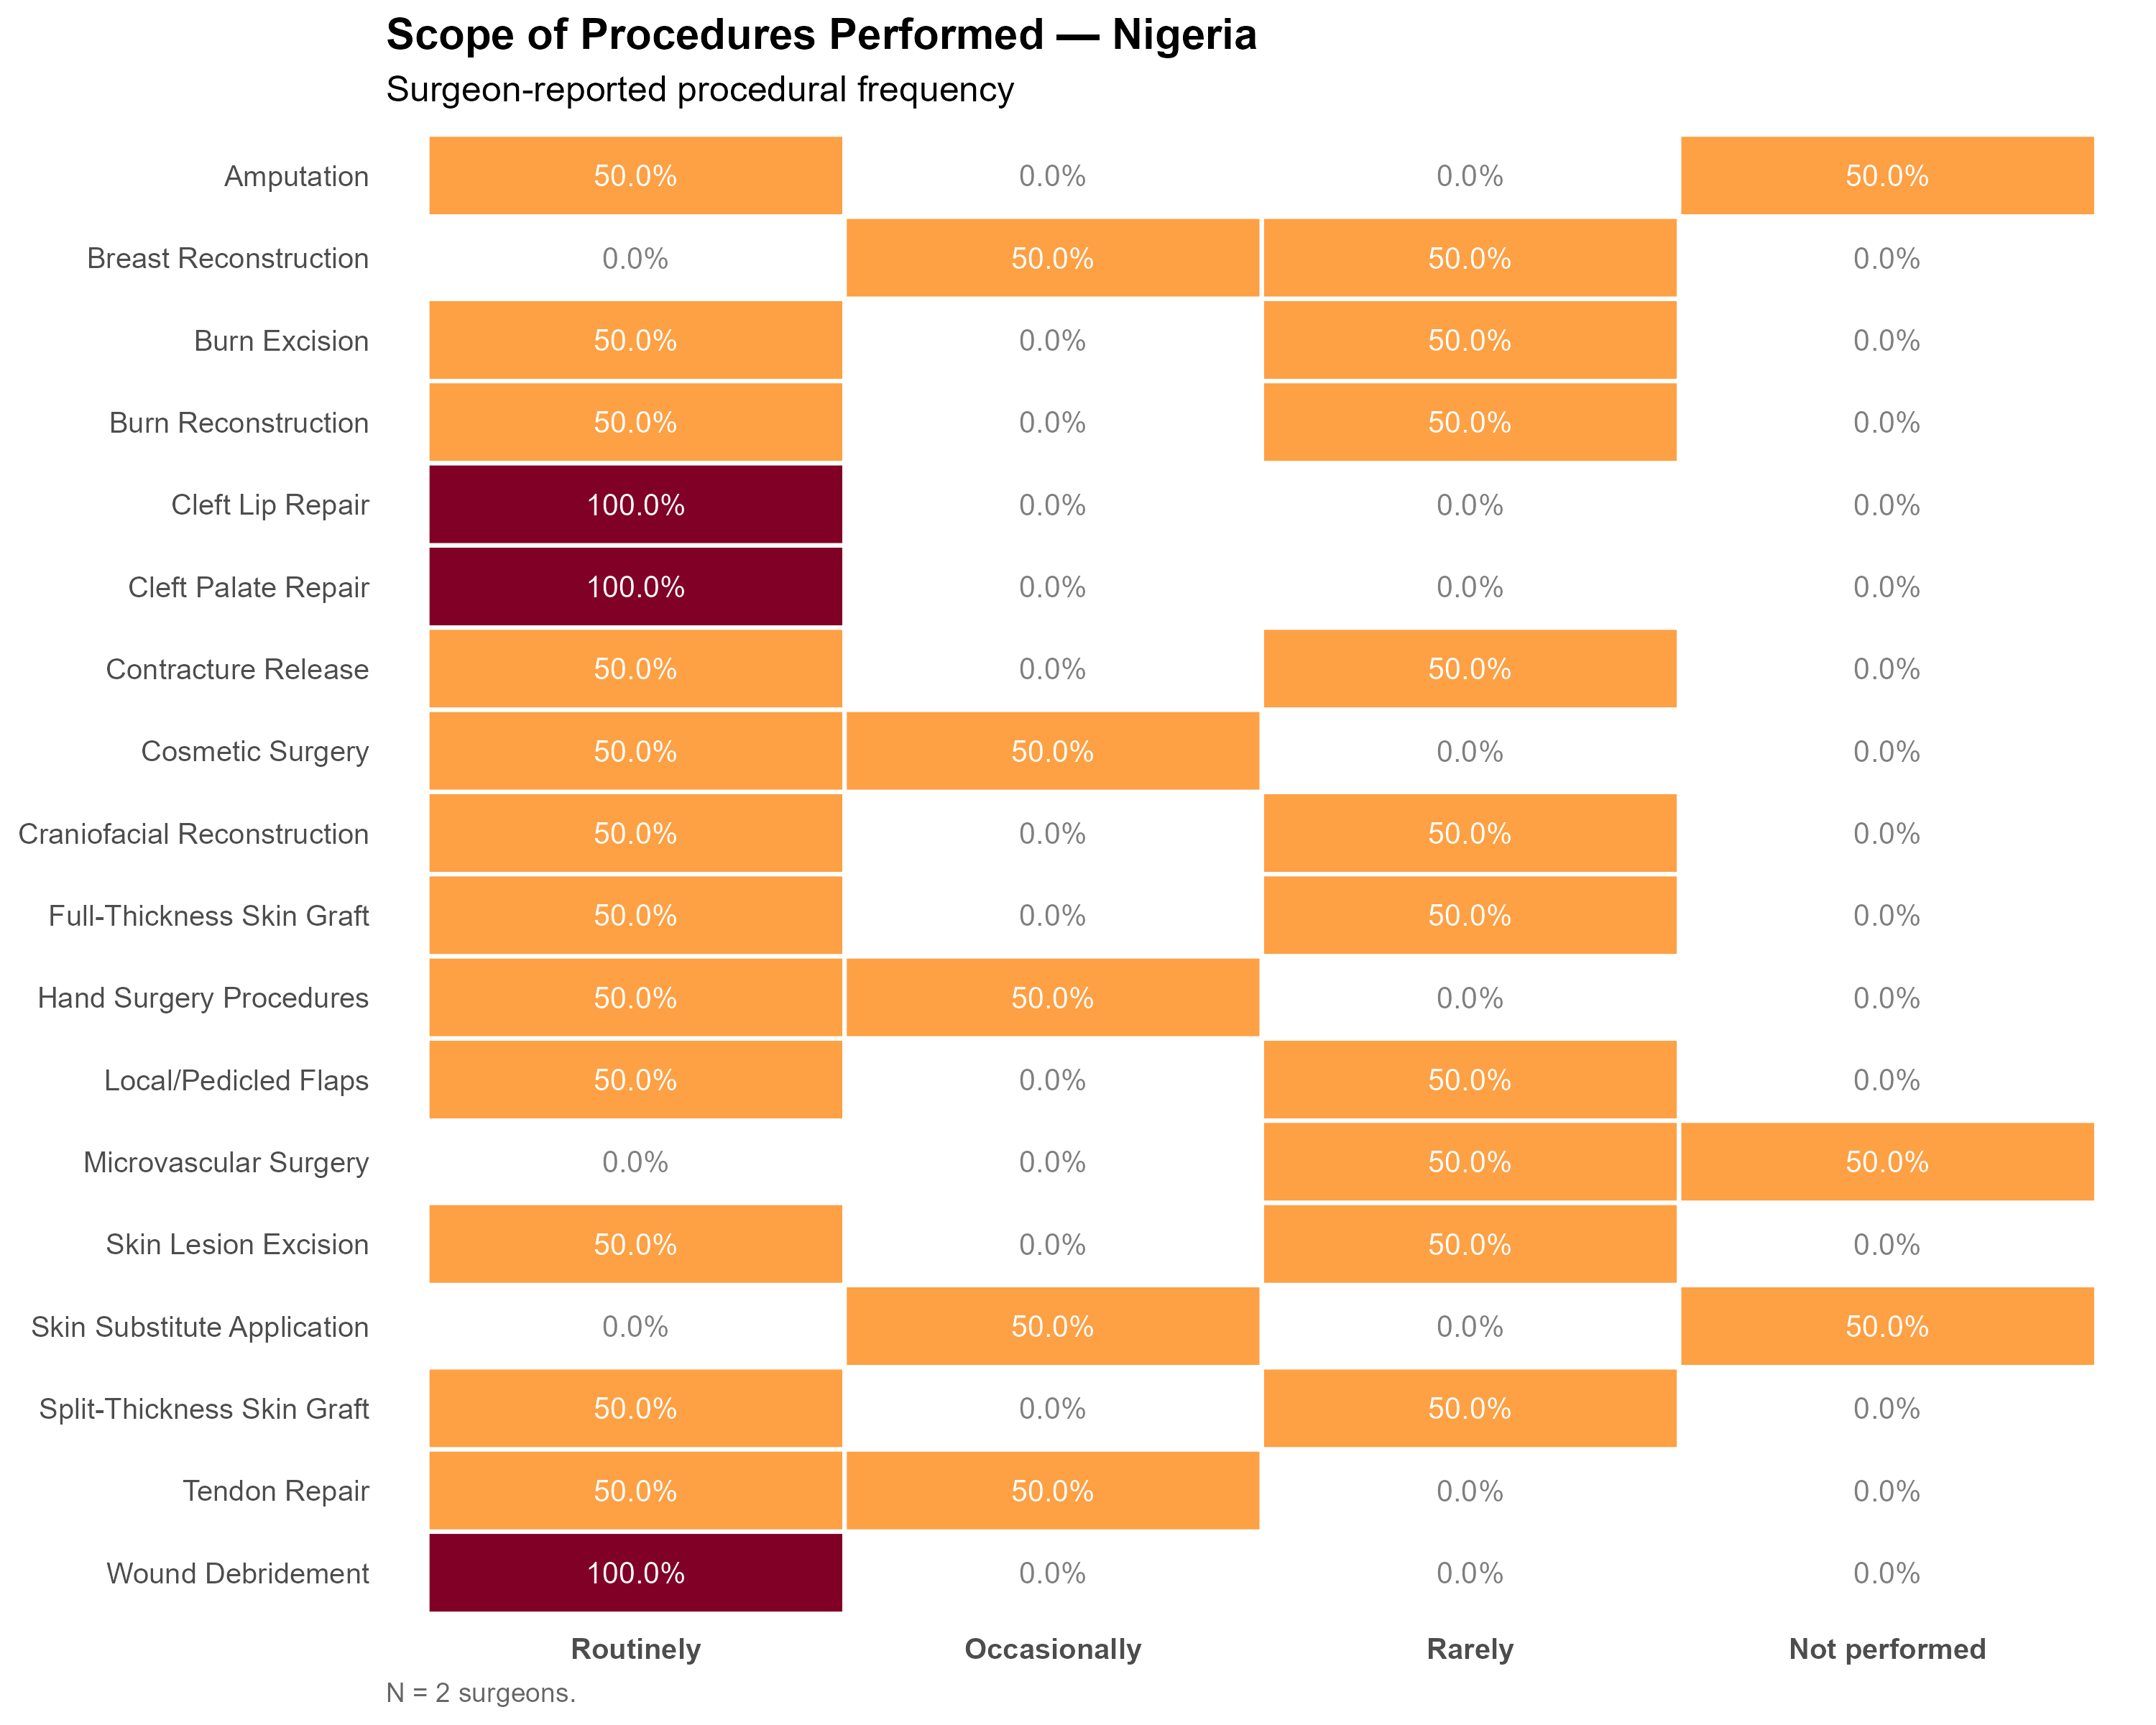 Scope of Procedures Performed — Nigeria
Surgeon-reported procedural frequency
Amputation 50.0% 0.0% 0.0% 50.0%
Breast Reconstruction 0.0% 50.0% 50.0% 0.0%
Burn Excision 50.0% 0.0% 50.0% 0.0%
Burn Reconstruction 50.0% 0.0% 50.0% 0.0%
Cleft Lip Repair 100.0% 0.0% 0.0% 0.0%
Cleft Palate Repair 100.0% 0.0% 0.0% 0.0%
Contracture Release 50.0% 0.0% 50.0% 0.0%
Cosmetic Surgery 50.0% 50.0% 0.0% 0.0%
Craniofacial Reconstruction 50.0% 0.0% 50.0% 0.0%
Full-Thickness Skin Graft 50.0% 0.0% 50.0% 0.0%
Hand Surgery Procedures 50.0% 50.0% 0.0% 0.0%
Local/Pedicled Flaps 50.0% 0.0% 50.0% 0.0%
Microvascular Surgery 0.0% 0.0% 50.0% 50.0%
Skin Lesion Excision 50.0% 0.0% 50.0% 0.0%
Skin Substitute Application 0.0% 50.0% 0.0% 50.0%
Split-Thickness Skin Graft 50.0% 0.0% 50.0% 0.0%
Tendon Repair 50.0% 50.0% 0.0% 0.0%
Wound Debridement 100.0% 0.0% 0.0% 0.0%
Routinely Occasionally Rarely Not performed
N = 2 surgeons.